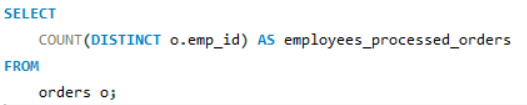 SELECT
COUNT(DISTINCT o.emp_id) AS employees_processed_orders
FROM
orders o;